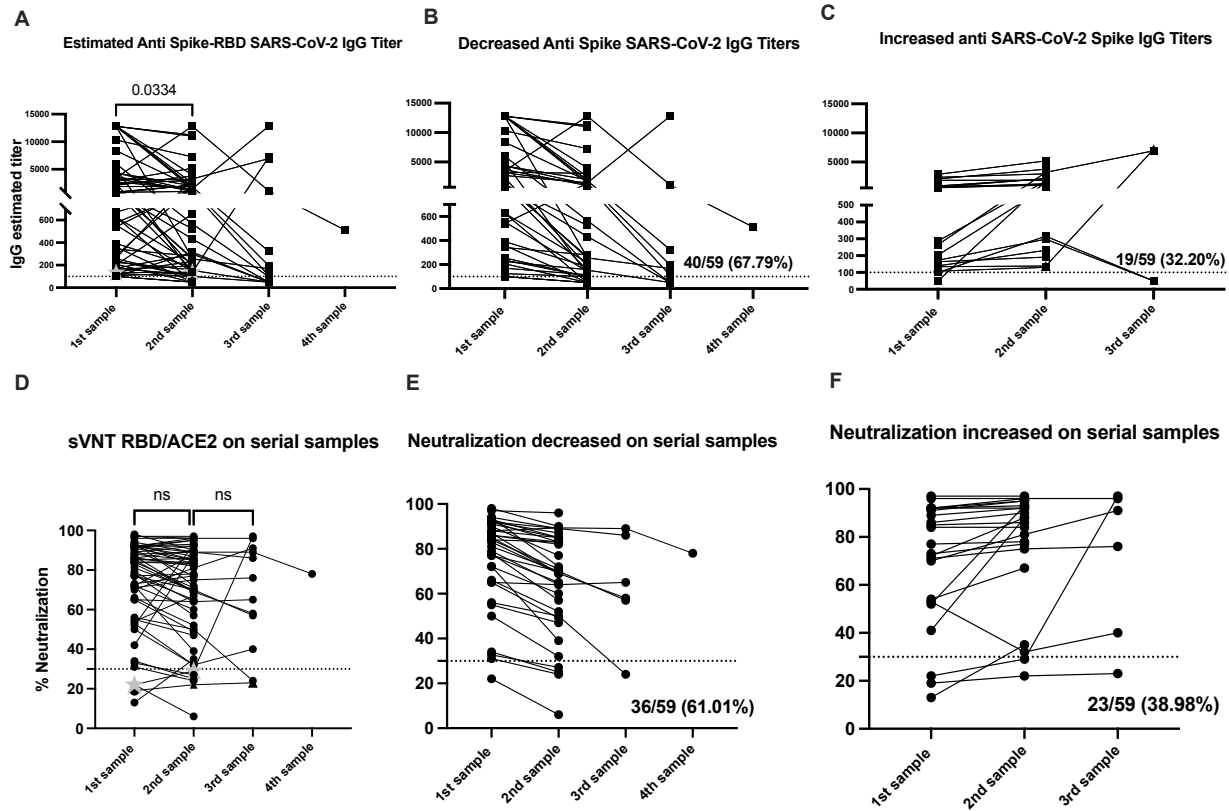 A
Estimated Anti Spike-RBD SARS-CoV-2 IgG Titer
0.0334
IgG estimated titer
15000
10000
5000
600
400
200
0
1st sample
2nd sample
3rd sample
4th sample
B
Decreased Anti Spike SARS-CoV-2 IgG Titers
15000
10000
5000
600
400
200
100
0
40/59 (67.79%)
1st sample
2nd sample
3rd sample
4th sample
C
Increased anti SARS-CoV-2 Spike IgG Titers
15000
10000
5000
500
400
300
200
100
0
19/59 (32.20%)
1st sample
2nd sample
3rd sample
D
sVNT RBD/ACE2 on serial samples
ns
ns
% Neutralization
100
80
60
40
20
0
1st sample
2nd sample
3rd sample
4th sample
E
Neutralization decreased on serial samples
100
80
60
40
20
0
36/59 (61.01%)
1st sample
2nd sample
3rd sample
4th sample
F
Neutralization increased on serial samples
100
80
60
40
20
0
23/59 (38.98%)
1st sample
2nd sample
3rd sample